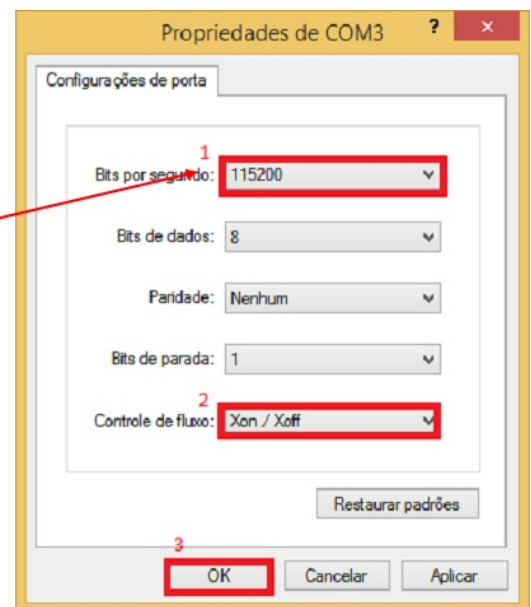 Propriedades de COM3 ? ×
Configurações de porta
1
Bits por segundo: 115200
Bits de dados: 8
Paridade: Nenhum
Bits de parada: 1
2
Controle de fluxo: Xon / Xoff
Restaurar padrões
3
OK Cancelar Aplicar